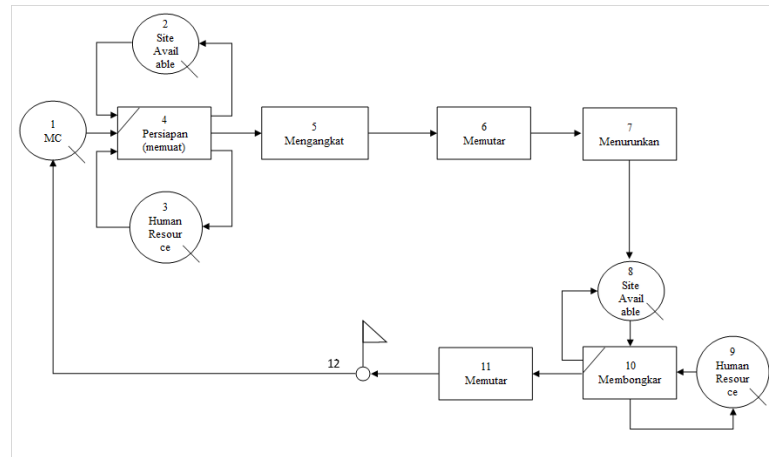 1
MC
2
Site
Avail
able
3
Human
Resour
ce
4
Persiapan
(memuat)
5
Mengangkat
6
Memutar
7
Menurunkan
8
Site
Avail
able
9
Human
Resour
ce
10
Membongkar
11
Memutar
12